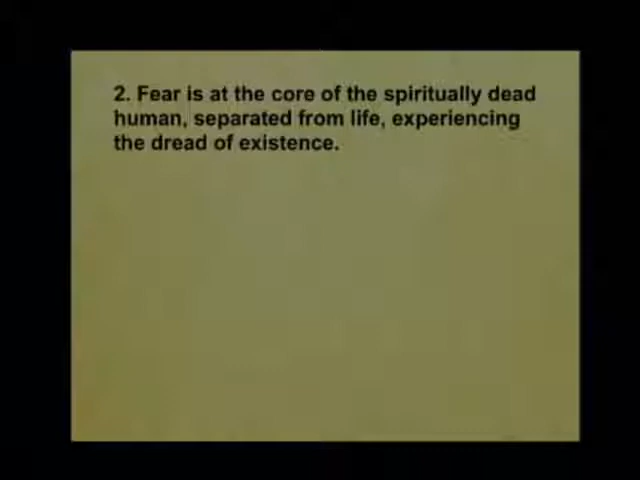 2. Fear is at the core of the spiritually dead
human, separated from life, experiencing
the dread of existence.